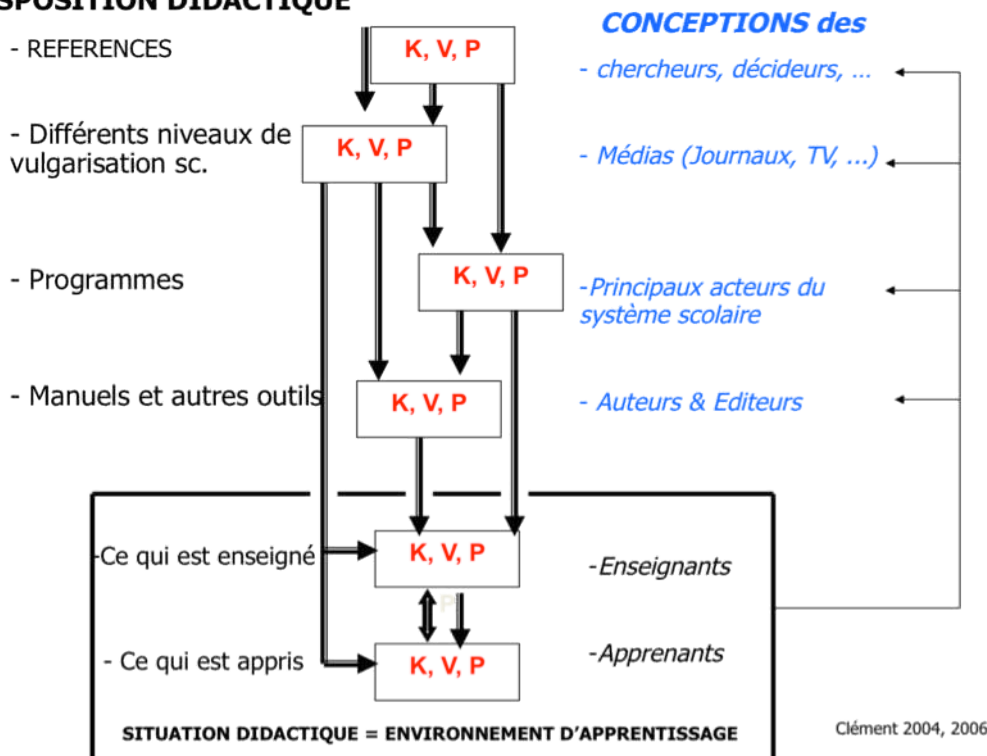 SPOSITION DIDACTIQUE
CONCEPTIONS des
- REFERENCES
K, V, P
- chercheurs, décideurs, ...
- Différents niveaux de
vulgarisation sc.
K, V, P
- Médias (Journaux, TV, ...)
- Programmes
K, V, P
-Principaux acteurs du
système scolaire
- Manuels et autres outils
K, V, P
- Auteurs & Editeurs
-Ce qui est enseigné
K, V, P
-Enseignants
P
- Ce qui est appris
K, V, P
-Apprenants
SITUATION DIDACTIQUE = ENVIRONNEMENT D'APPRENTISSAGE
Clément 2004, 2006